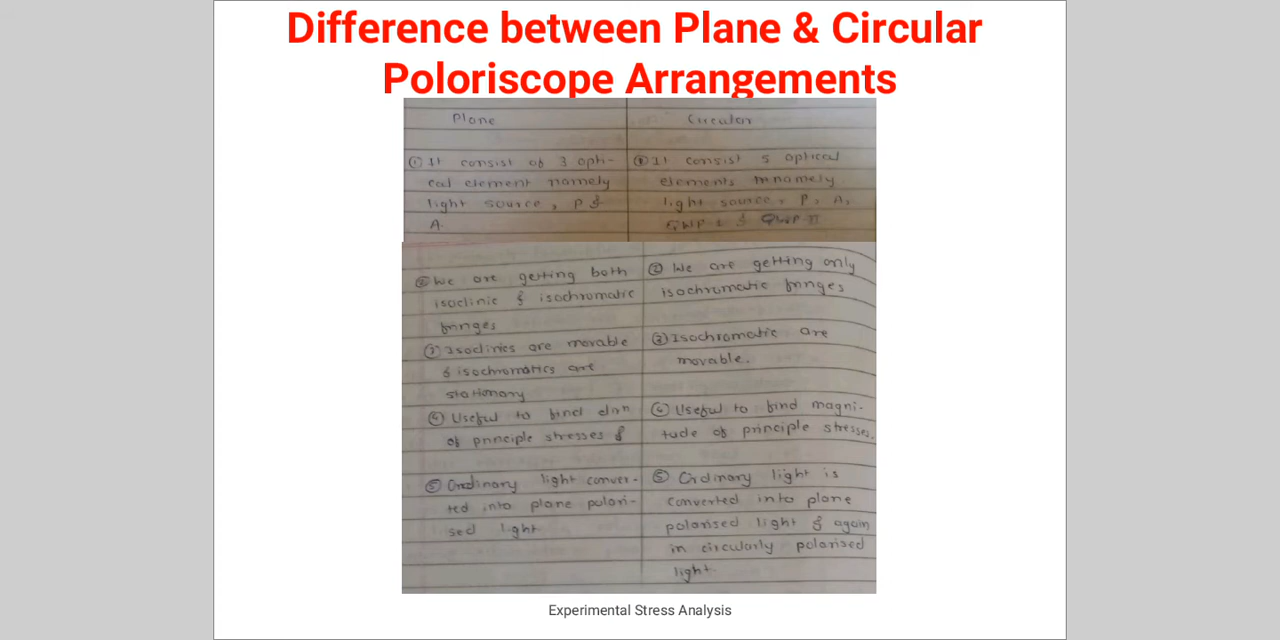 Difference between Plane & Circular
Poloriscope Arrangements
Plane
① It consist of 3 opti-
cal element namely
light source, P &
A.
② We are getting both
isoclinic & isochromatic
fringes
③ Isoclinics are movable
& isochromatics are
stationary
④ Useful to find dirn
of principle stresses &
⑤ Ordinary light conver-
ted into plane polari-
sed light
Circular
① It consist 5 optical
elements namely
light source, P, A,
QWP-I & QWP-II
② We are getting only
isochromatic fringes
③ Isochromatic are
movable.
④ Useful to find magni-
tude of principle stresses.
⑤ Ordinary light is
converted into plane
polarised light & again
in circularly polarised
light.
Experimental Stress Analysis